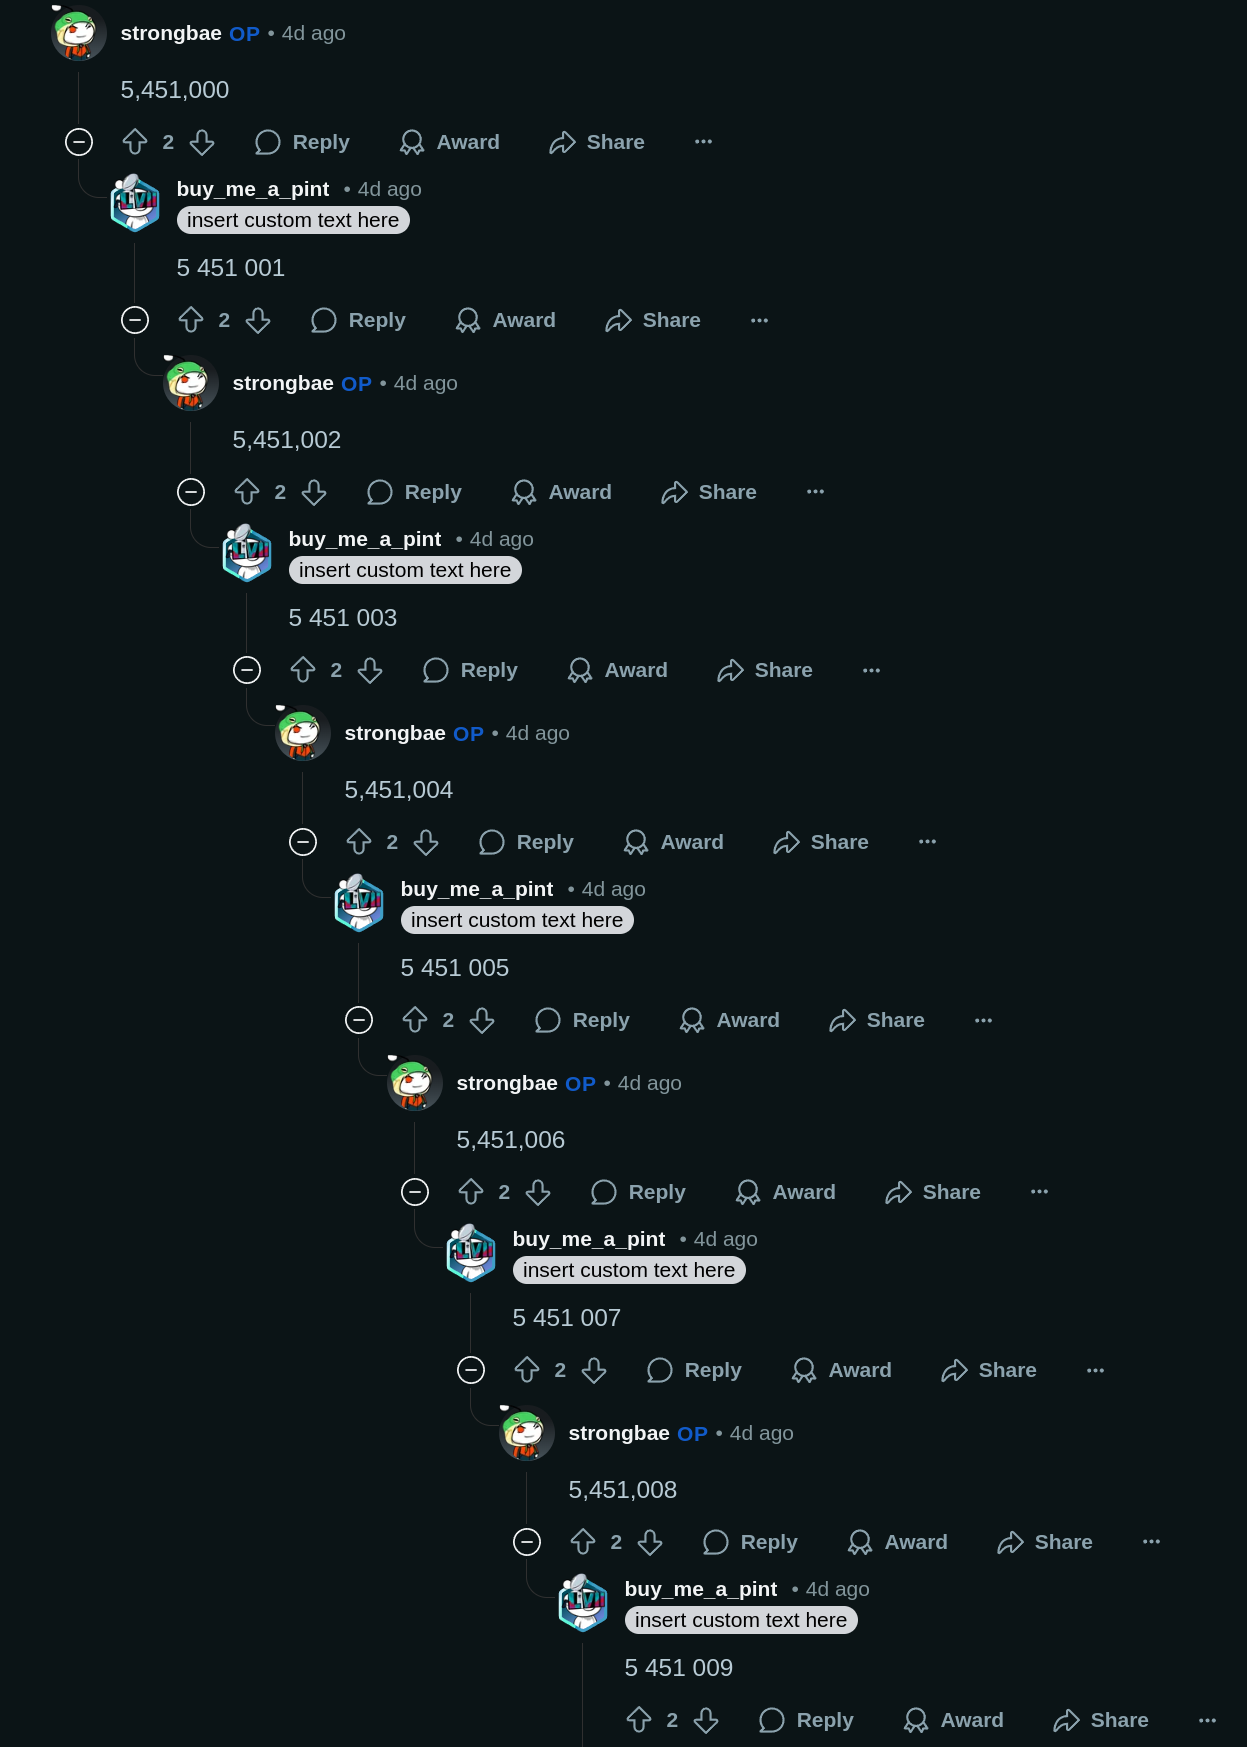 strongbae OP • 4d ago
5,451,000
2 Reply Award Share ...
buy_me_a_pint • 4d ago
insert custom text here
5 451 001
2 Reply Award Share ...
strongbae OP • 4d ago
5,451,002
2 Reply Award Share ...
buy_me_a_pint • 4d ago
insert custom text here
5 451 003
2 Reply Award Share ...
strongbae OP • 4d ago
5,451,004
2 Reply Award Share ...
buy_me_a_pint • 4d ago
insert custom text here
5 451 005
2 Reply Award Share ...
strongbae OP • 4d ago
5,451,006
2 Reply Award Share ...
buy_me_a_pint • 4d ago
insert custom text here
5 451 007
2 Reply Award Share ...
strongbae OP • 4d ago
5,451,008
2 Reply Award Share ...
buy_me_a_pint • 4d ago
insert custom text here
5 451 009
2 Reply Award Share ...